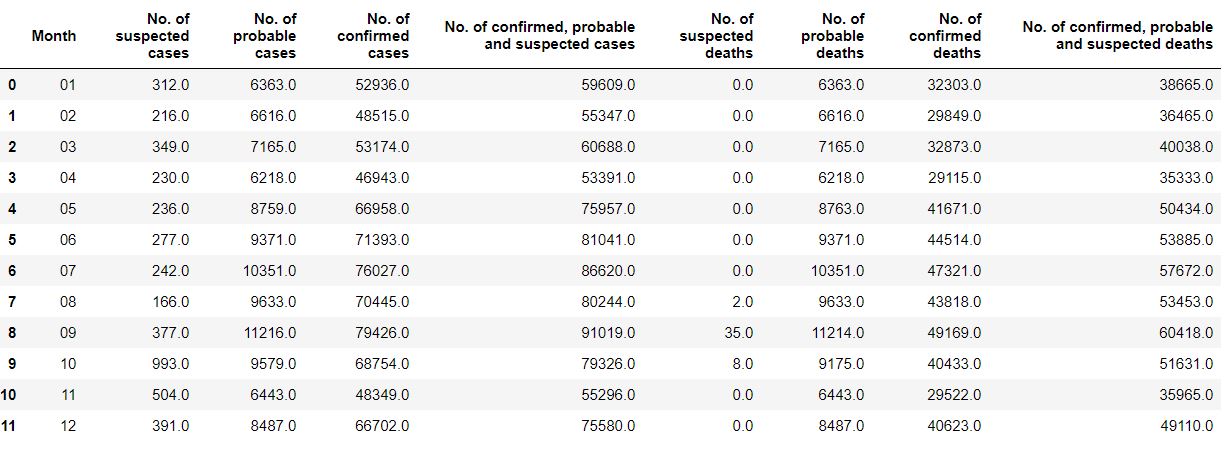 Month No. of suspected cases No. of probable cases No. of confirmed cases No. of confirmed, probable and suspected cases No. of suspected deaths No. of probable deaths No. of confirmed deaths No. of confirmed, probable and suspected deaths
0 01 312.0 6363.0 52936.0 59609.0 0.0 6363.0 32303.0 38665.0
1 02 216.0 6616.0 48515.0 55347.0 0.0 6616.0 29849.0 36465.0
2 03 349.0 7165.0 53174.0 60688.0 0.0 7165.0 32873.0 40038.0
3 04 230.0 6218.0 46943.0 53391.0 0.0 6218.0 29115.0 35333.0
4 05 236.0 8759.0 66958.0 75957.0 0.0 8763.0 41671.0 50434.0
5 06 277.0 9371.0 71393.0 81041.0 0.0 9371.0 44514.0 53885.0
6 07 242.0 10351.0 76027.0 86620.0 0.0 10351.0 47321.0 57672.0
7 08 166.0 9633.0 70445.0 80244.0 2.0 9633.0 43818.0 53453.0
8 09 377.0 11216.0 79426.0 91019.0 35.0 11214.0 49169.0 60418.0
9 10 993.0 9579.0 68754.0 79326.0 8.0 9175.0 40433.0 51631.0
10 11 504.0 6443.0 48349.0 55296.0 0.0 6443.0 29522.0 35965.0
11 12 391.0 8487.0 66702.0 75580.0 0.0 8487.0 40623.0 49110.0